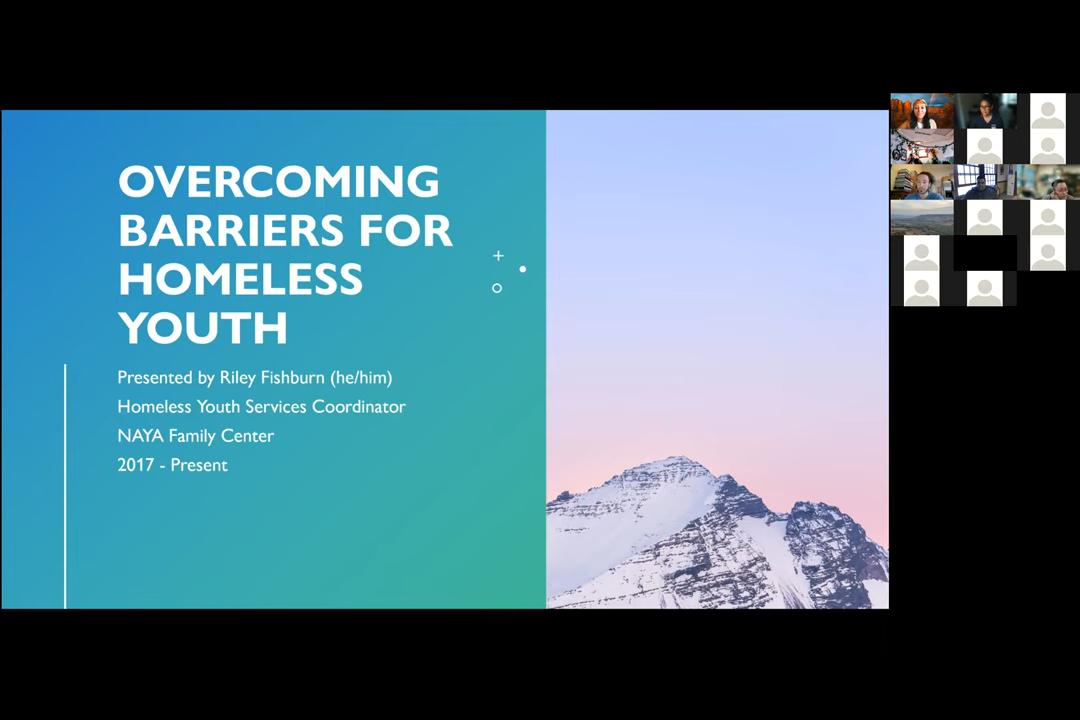 OVERCOMING
BARRIERS FOR
HOMELESS
YOUTH
Presented by Riley Fishburn (he/him)
Homeless Youth Services Coordinator
NAYA Family Center
2017 - Present